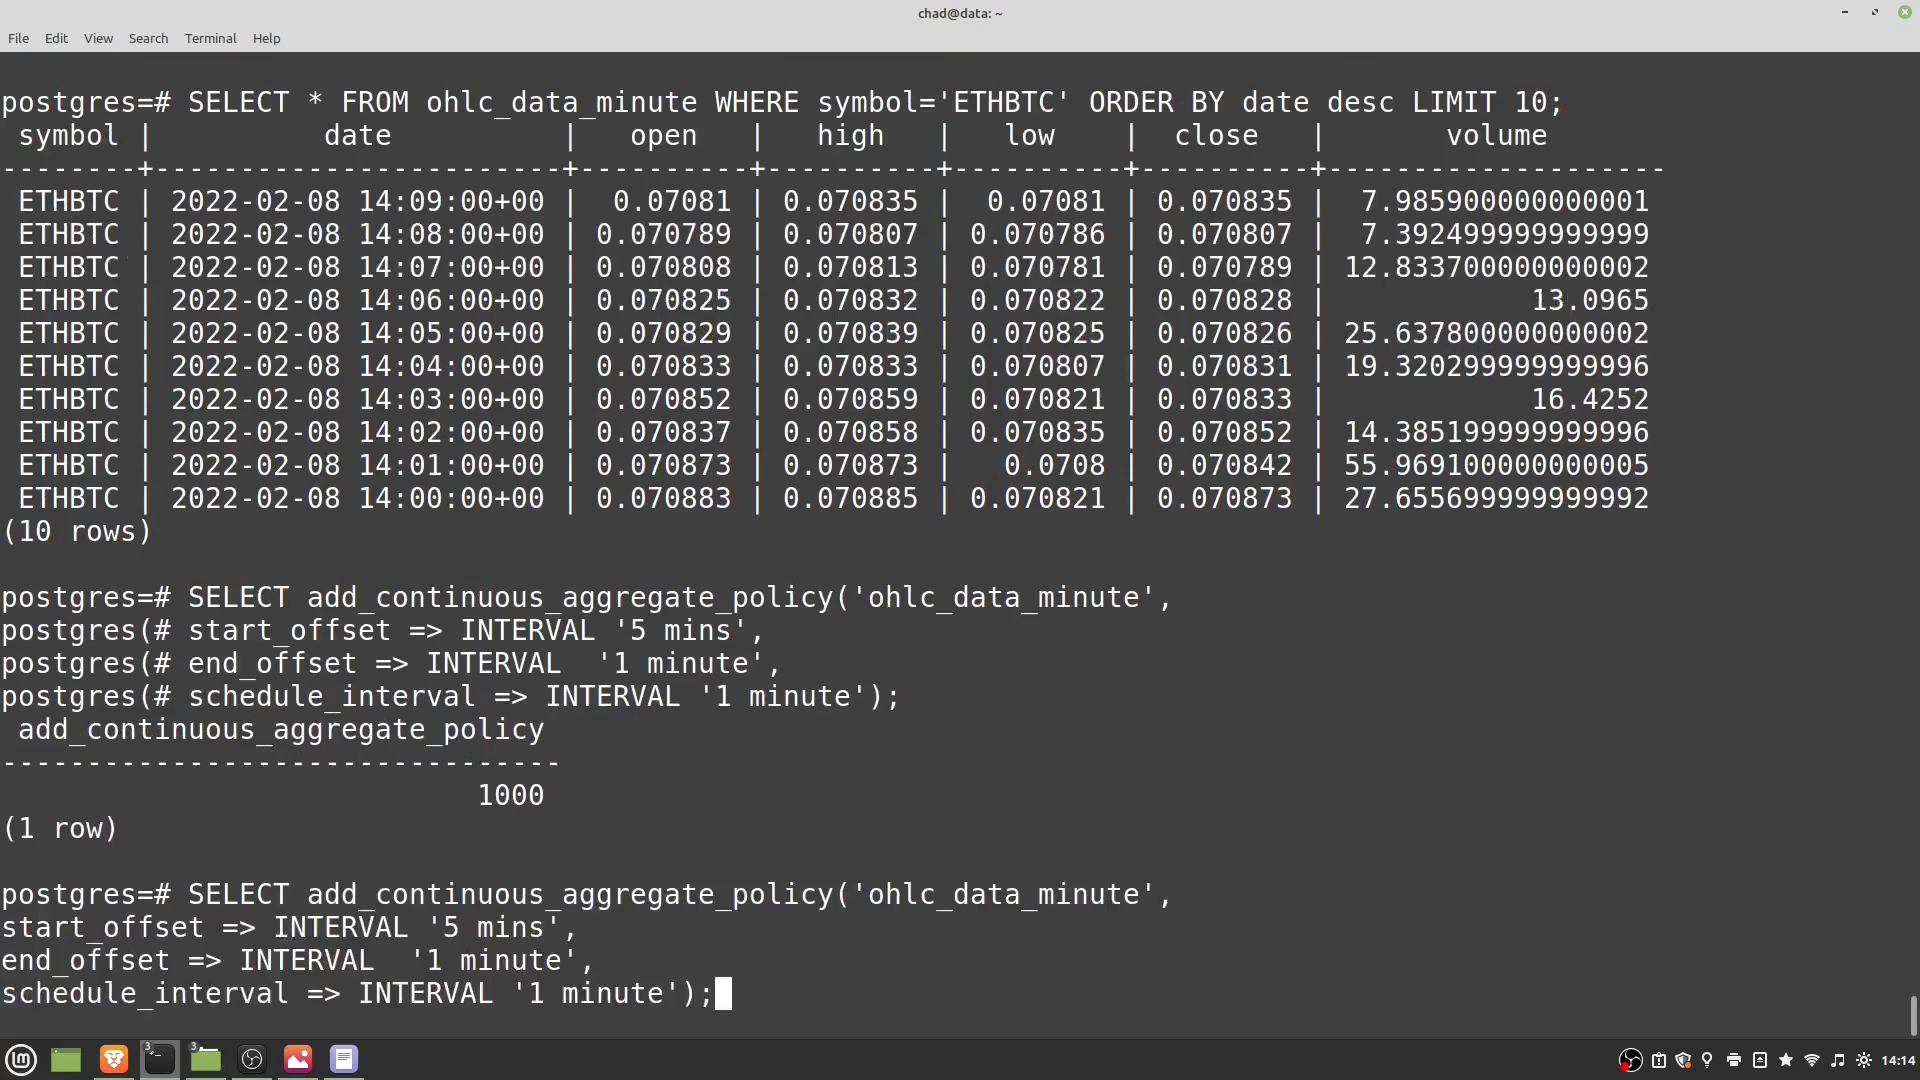 chad@data: ~
File Edit View Search Terminal Help
postgres=# SELECT * FROM ohlc_data_minute WHERE symbol='ETHBTC' ORDER BY date desc LIMIT 10;
 symbol |          date          |   open   |   high   |   low    |  close   |       volume
--------+------------------------+----------+----------+----------+----------+--------------------
 ETHBTC | 2022-02-08 14:09:00+00 |  0.07081 | 0.070835 |  0.07081 | 0.070835 |  7.985900000000001
 ETHBTC | 2022-02-08 14:08:00+00 | 0.070789 | 0.070807 | 0.070786 | 0.070807 |  7.392499999999999
 ETHBTC | 2022-02-08 14:07:00+00 | 0.070808 | 0.070813 | 0.070781 | 0.070789 | 12.833700000000002
 ETHBTC | 2022-02-08 14:06:00+00 | 0.070825 | 0.070832 | 0.070822 | 0.070828 |            13.0965
 ETHBTC | 2022-02-08 14:05:00+00 | 0.070829 | 0.070839 | 0.070825 | 0.070826 | 25.637800000000002
 ETHBTC | 2022-02-08 14:04:00+00 | 0.070833 | 0.070833 | 0.070807 | 0.070831 | 19.320299999999996
 ETHBTC | 2022-02-08 14:03:00+00 | 0.070852 | 0.070859 | 0.070821 | 0.070833 |            16.4252
 ETHBTC | 2022-02-08 14:02:00+00 | 0.070837 | 0.070858 | 0.070835 | 0.070852 | 14.385199999999996
 ETHBTC | 2022-02-08 14:01:00+00 | 0.070873 | 0.070873 |   0.0708 | 0.070842 | 55.969100000000005
 ETHBTC | 2022-02-08 14:00:00+00 | 0.070883 | 0.070885 | 0.070821 | 0.070873 | 27.655699999999992
(10 rows)
postgres=# SELECT add_continuous_aggregate_policy('ohlc_data_minute',
postgres(# start_offset => INTERVAL '5 mins',
postgres(# end_offset => INTERVAL  '1 minute',
postgres(# schedule_interval => INTERVAL '1 minute');
 add_continuous_aggregate_policy
---------------------------------
                            1000
(1 row)
postgres=# SELECT add_continuous_aggregate_policy('ohlc_data_minute',
start_offset => INTERVAL '5 mins',
end_offset => INTERVAL  '1 minute',
schedule_interval => INTERVAL '1 minute');
3 3 14:14